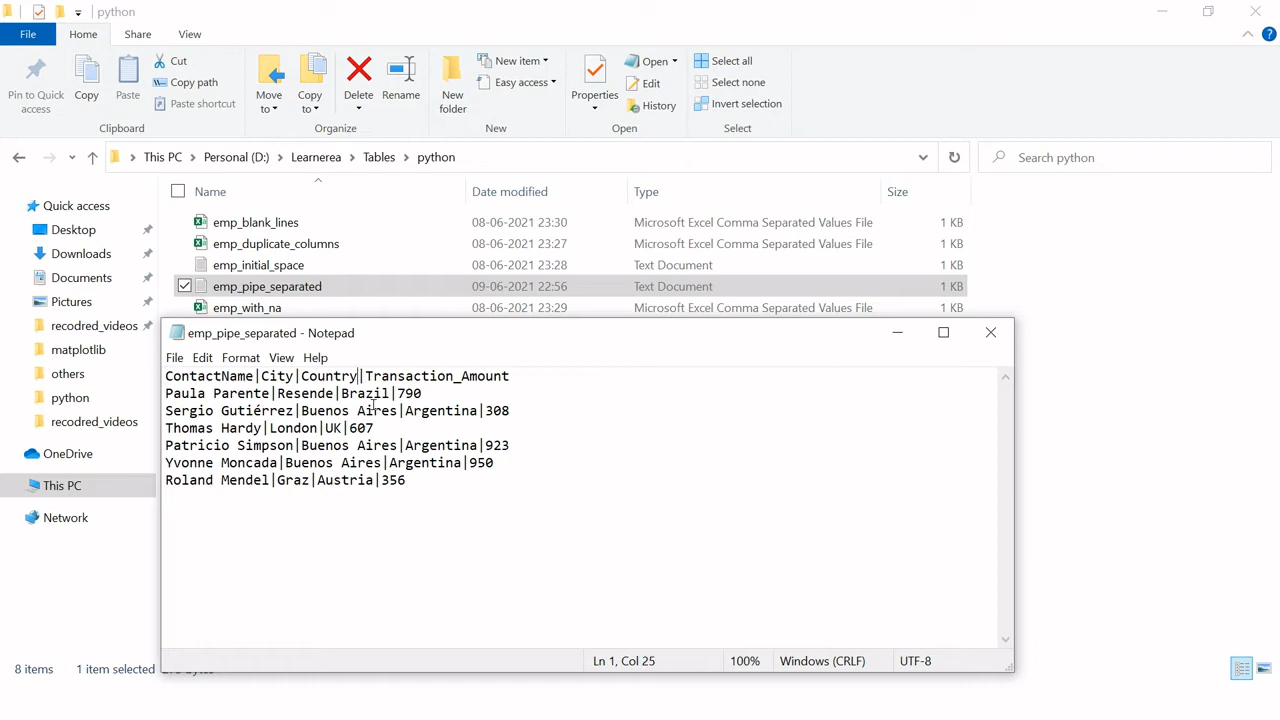 python
File Home Share View
Pin to Quick access
Copy
Paste
Cut
Copy path
Paste shortcut
Move to
Copy to
Delete
Rename
New folder
New item
Easy access
Properties
Open
Edit
History
Select all
Select none
Invert selection
Clipboard Organize New Open Select
This PC Personal (D:) Learnerea Tables python
Search python
Name Date modified Type Size
emp_blank_lines 08-06-2021 23:30 Microsoft Excel Comma Separated Values File 1 KB
emp_duplicate_columns 08-06-2021 23:27 Microsoft Excel Comma Separated Values File 1 KB
emp_initial_space 08-06-2021 23:28 Text Document 1 KB
emp_pipe_separated 09-06-2021 22:56 Text Document 1 KB
emp_with_na 08-06-2021 23:29 Microsoft Excel Comma Separated Values File 1 KB
Quick access
Desktop
Downloads
Documents
Pictures
recodred_videos
matplotlib
others
python
recodred_videos
OneDrive
This PC
Network
emp_pipe_separated - Notepad
File Edit Format View Help
ContactName|City|Country|Transaction_Amount
Paula Parente|Resende|Brazil|790
Sergio Gutiérrez|Buenos Aires|Argentina|308
Thomas Hardy|London|UK|607
Patricio Simpson|Buenos Aires|Argentina|923
Yvonne Moncada|Buenos Aires|Argentina|950
Roland Mendel|Graz|Austria|356
Ln 1, Col 25 100% Windows (CRLF) UTF-8
8 items 1 item selected